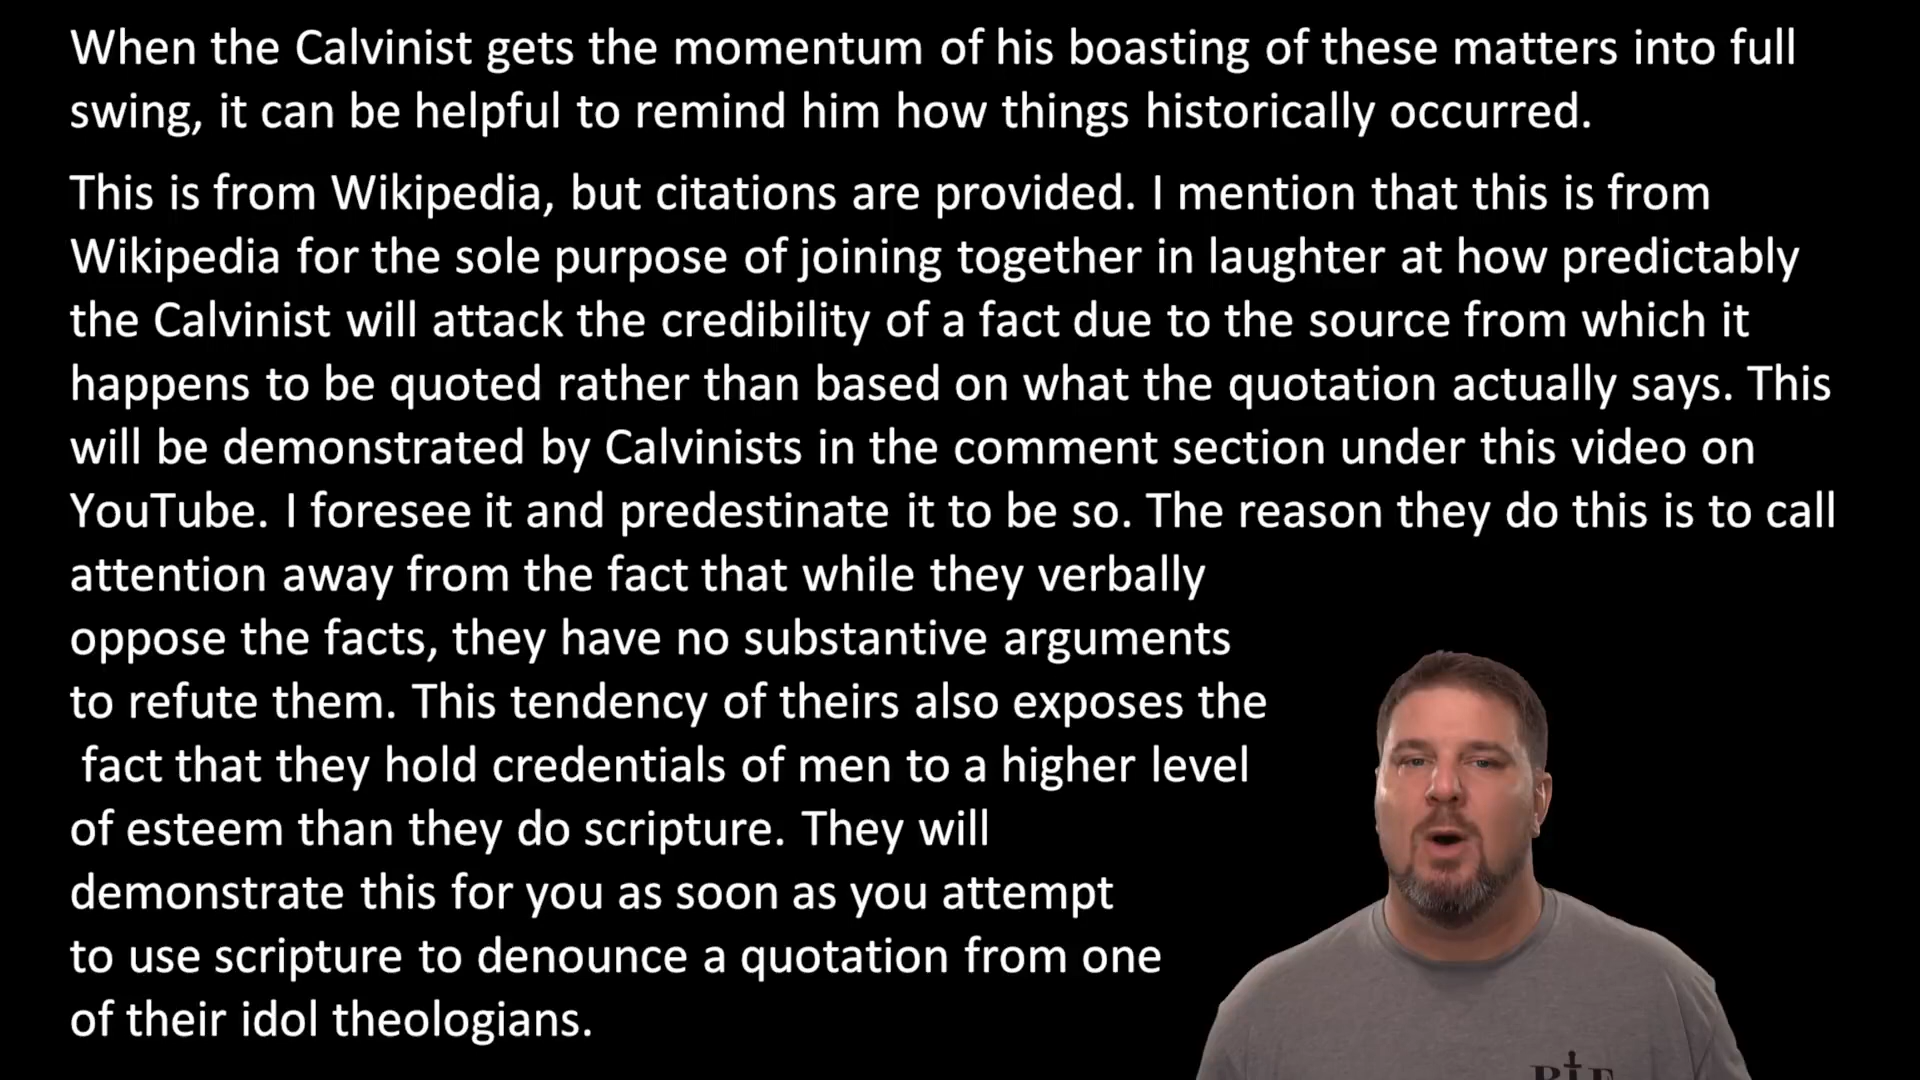 When the Calvinist gets the momentum of his boasting of these matters into full
swing, it can be helpful to remind him how things historically occurred.
This is from Wikipedia, but citations are provided. I mention that this is from
Wikipedia for the sole purpose of joining together in laughter at how predictably
the Calvinist will attack the credibility of a fact due to the source from which it
happens to be quoted rather than based on what the quotation actually says. This
will be demonstrated by Calvinists in the comment section under this video on
YouTube. I foresee it and predestinate it to be so. The reason they do this is to call
attention away from the fact that while they verbally
oppose the facts, they have no substantive arguments
to refute them. This tendency of theirs also exposes the
fact that they hold credentials of men to a higher level
of esteem than they do scripture. They will
demonstrate this for you as soon as you attempt
to use scripture to denounce a quotation from one
of their idol theologians.